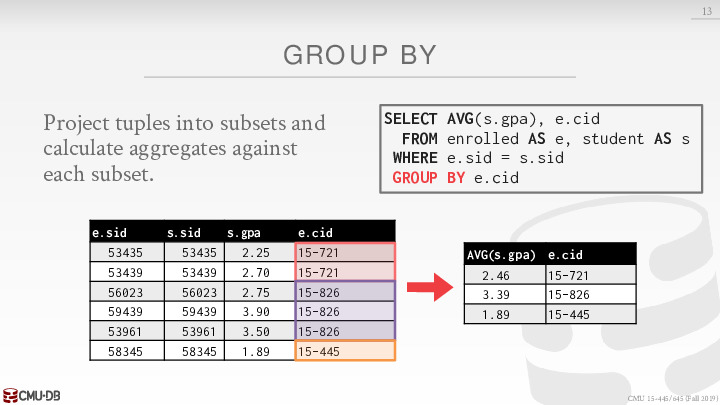 13
GROUP BY
Project tuples into subsets and
calculate aggregates against
each subset.
SELECT AVG(s.gpa), e.cid
FROM enrolled AS e, student AS s
WHERE e.sid = s.sid
GROUP BY e.cid
e.sid s.sid s.gpa e.cid
53435 53435 2.25 15-721
53439 53439 2.70 15-721
56023 56023 2.75 15-826
59439 59439 3.90 15-826
53961 53961 3.50 15-826
58345 58345 1.89 15-445
AVG(s.gpa) e.cid
2.46 15-721
3.39 15-826
1.89 15-445
CMU·DB
CMU 15-445/645 (Fall 2019)